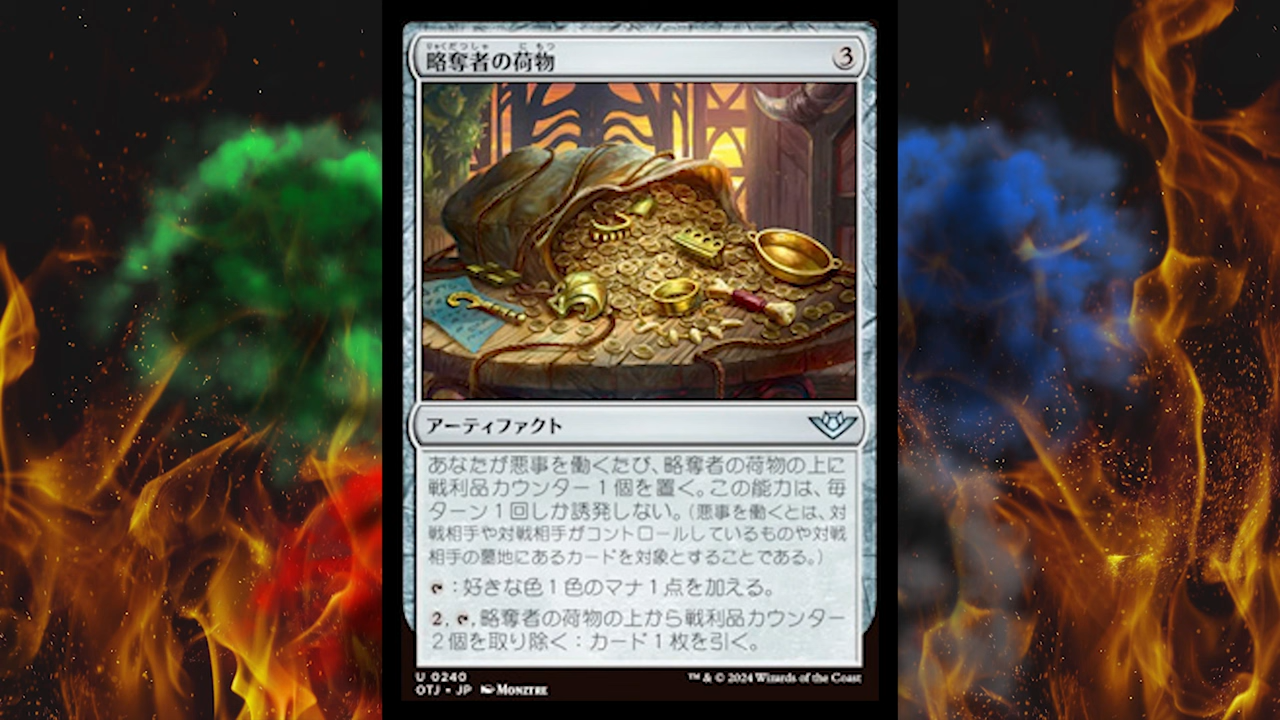 りゃくだつしゃ にもつ
略奪者の荷物 3
アーティファクト
あなたが悪事を働くたび、略奪者の荷物の上に
戦利品カウンター1個を置く。この能力は、毎
ターン1回しか誘発しない。(悪事を働くとは、対
戦相手や対戦相手がコントロールしているものや対戦
相手の墓地にあるカードを対象とすることである。)
:好きな色1色のマナ1点を加える。
2, , 略奪者の荷物の上から戦利品カウンター
2個を取り除く:カード1枚を引く。
U 0240
OTJ • JP MONZTRE
™ & © 2024 Wizards of the Coast